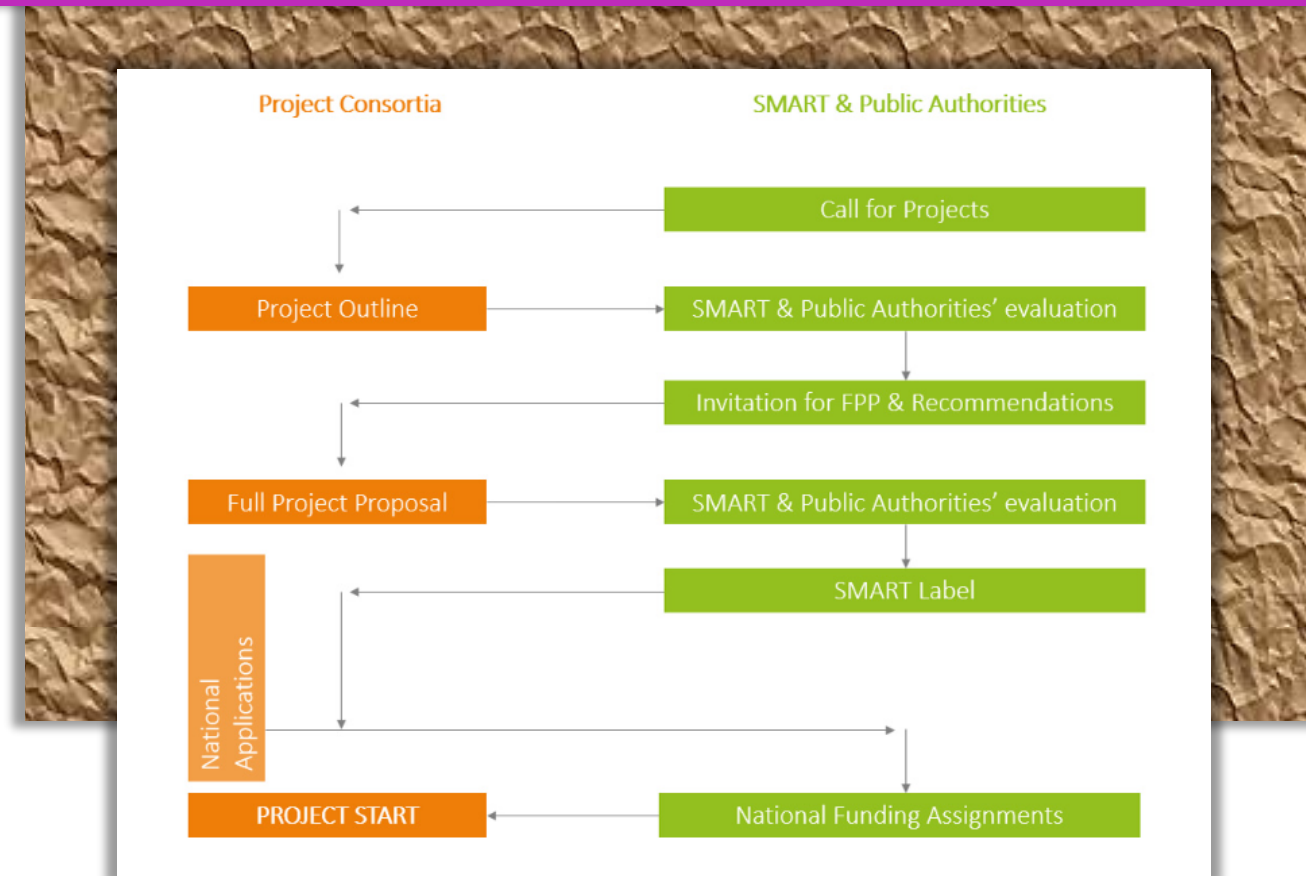 Project Consortia
SMART & Public Authorities
Call for Projects
Project Outline
SMART & Public Authorities’ evaluation
Invitation for FPP & Recommendations
Full Project Proposal
SMART & Public Authorities’ evaluation
SMART Label
National
Applications
PROJECT START
National Funding Assignments